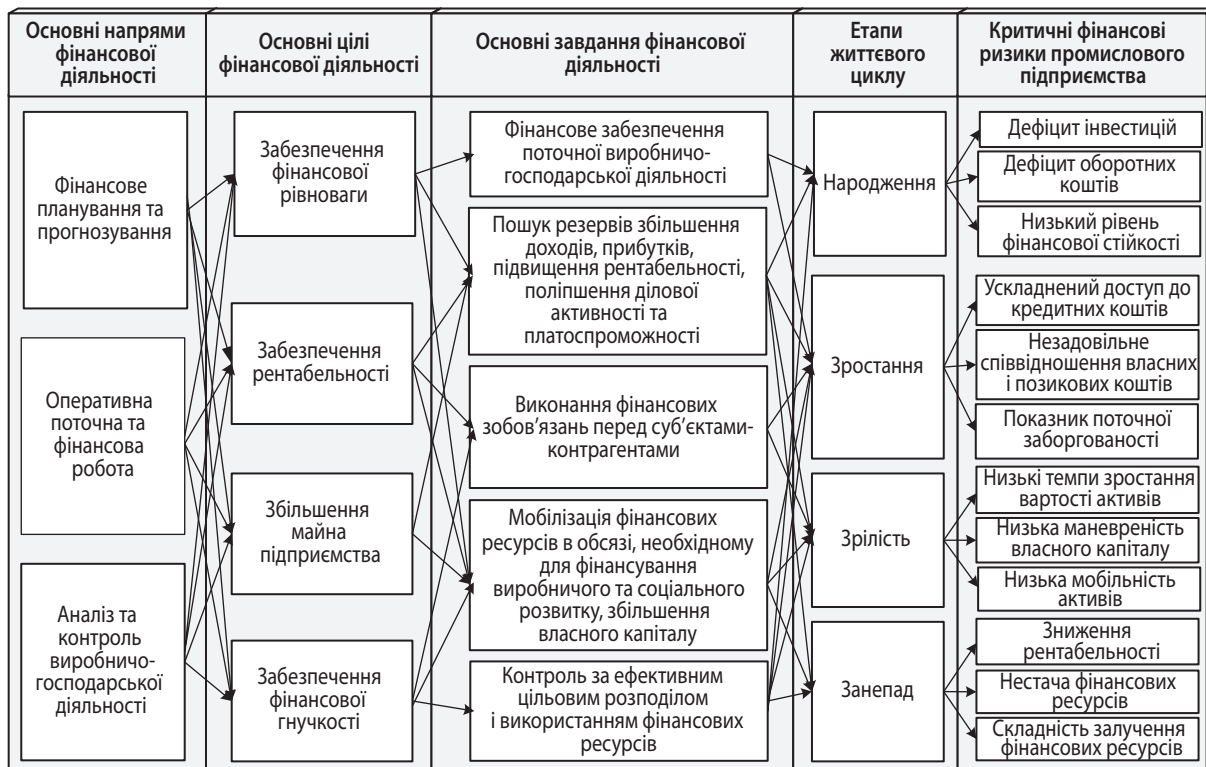 Основні напрями
фінансової
діяльності
Основні цілі
фінансової діяльності
Основні завдання фінансової
діяльності
Етапи
життєвого
циклу
Критичні фінансові
ризики промислового
підприємства
Фінансове
планування та
прогнозування
Оперативна
поточна та
фінансова
робота
Аналіз та
контроль
виробничо-
господарської
діяльності
Забезпечення
фінансової
рівноваги
Забезпечення
рентабельності
Збільшення
майна
підприємства
Забезпечення
фінансової
гнучкості
Фінансове забезпечення
поточної виробничо-
господарської діяльності
Пошук резервів збільшення
доходів, прибутків,
підвищення рентабельності,
поліпшення ділової
активності та
платоспроможності
Виконання фінансових
зобов’язань перед суб’єктами-
контрагентами
Мобілізація фінансових
ресурсів в обсязі, необхідному
для фінансування
виробничого та соціального
розвитку, збільшення
власного капіталу
Контроль за ефективним
цільовим розподілом
і використанням фінансових
ресурсів
Народження
Зростання
Зрілість
Занепад
Дефіцит інвестицій
Дефіцит оборотних
коштів
Низький рівень
фінансової стійкості
Ускладнений доступ до
кредитних коштів
Незадовільне
співвідношення власних
і позикових коштів
Показник поточної
заборгованості
Низькі темпи зростання
вартості активів
Низька маневреність
власного капіталу
Низька мобільність
активів
Зниження
рентабельності
Нестача фінансових
ресурсів
Складність залучення
фінансових ресурсів